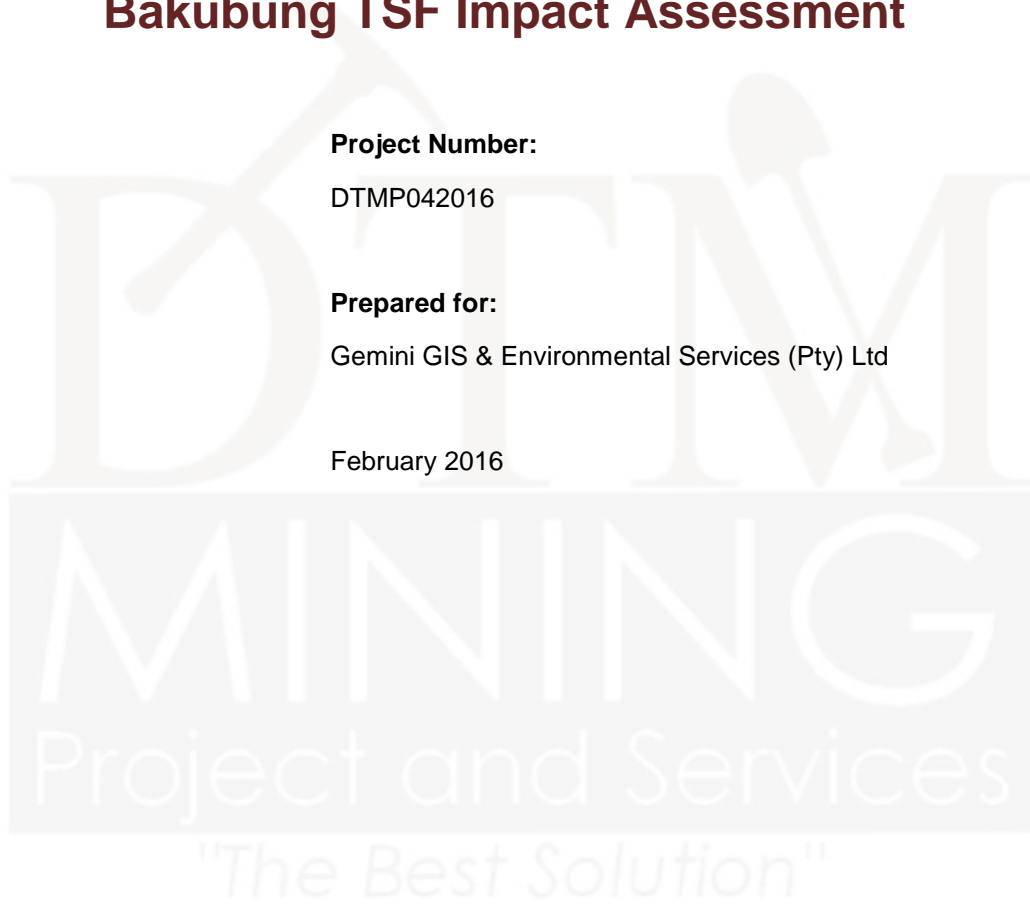 Bakubung TSF Impact Assessment
Project Number:
DTMP042016
Prepared for:
Gemini GIS & Environmental Services (Pty) Ltd
February 2016
DTM
MINING
Project and Services
"The Best Solution"